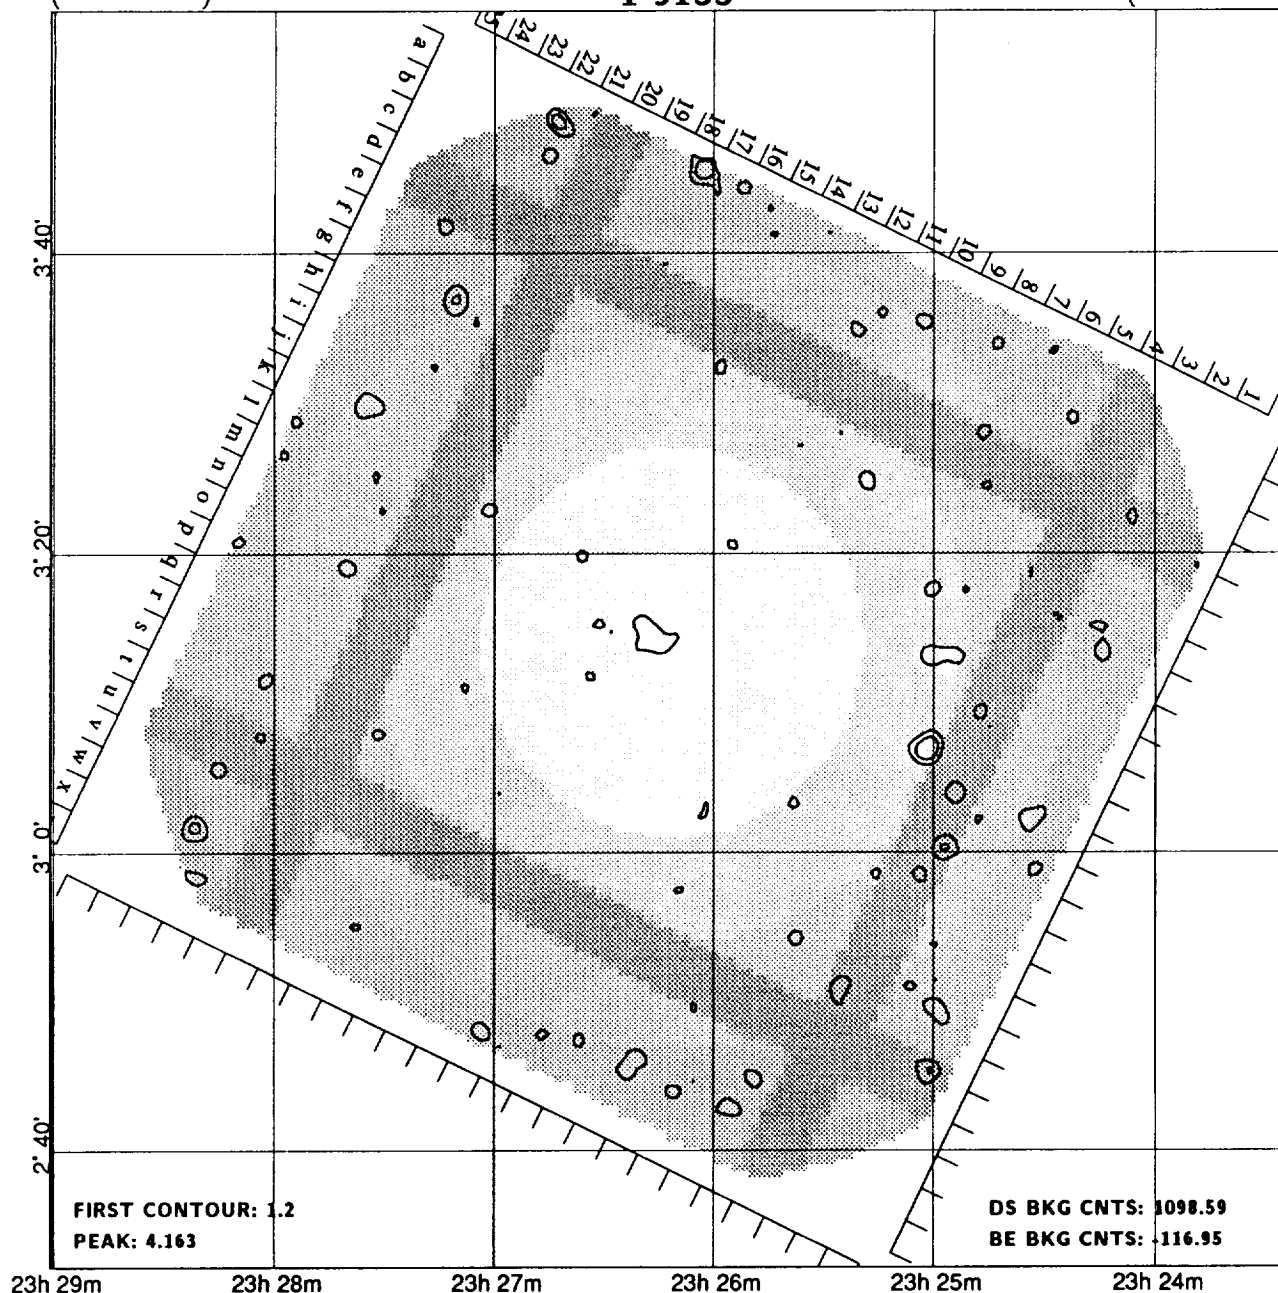 24 23 22 21 20 19 18 17 16 15 14 13 12 11 10 9 8 7 6 5 4 3 2 1
a b c d e f g h i j k l m n o p q r s t u v w x
3° 40'
3° 20'
3° 0'
2° 40'
FIRST CONTOUR: 1.2
PEAK: 4.163
DS BKG CNTS: 1098.59
BE BKG CNTS: -116.95
23h 29m 23h 28m 23h 27m 23h 26m 23h 25m 23h 24m